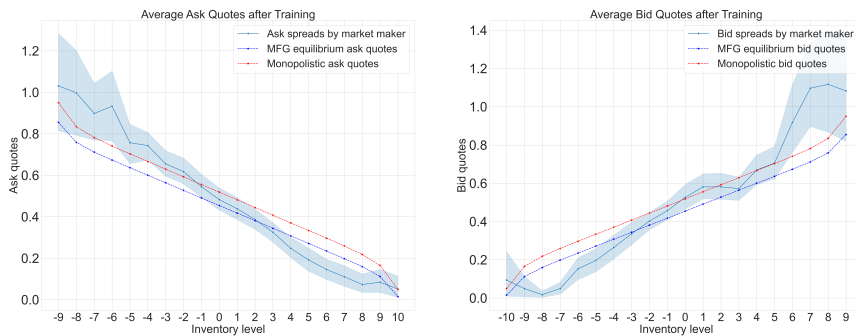 Average Ask Quotes after Training
Ask spreads by market maker
MFG equilibrium ask quotes
Monopolistic ask quotes
Ask quotes
1.2
1.0
0.8
0.6
0.4
0.2
0.0
-9 -8 -7 -6 -5 -4 -3 -2 -1 0 1 2 3 4 5 6 7 8 9 10
Inventory level
Average Bid Quotes after Training
Bid spreads by market maker
MFG equilibrium bid quotes
Monopolistic bid quotes
Bid quotes
1.4
1.2
1.0
0.8
0.6
0.4
0.2
0.0
-10 -9 -8 -7 -6 -5 -4 -3 -2 -1 0 1 2 3 4 5 6 7 8 9
Inventory level